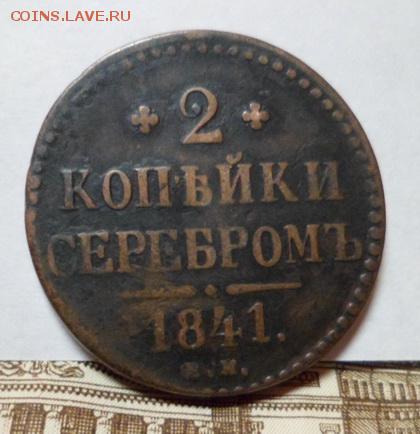 COINS.LAVE.RU
2
КОПѢЙКИ
СЕРЕБРОМЪ
1841.